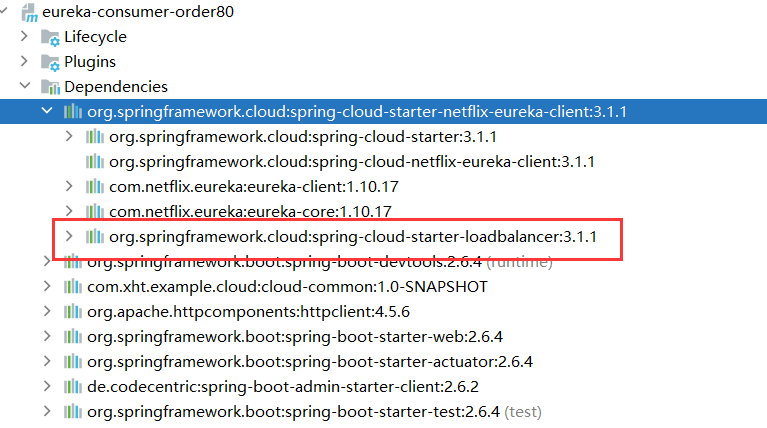 eureka-consumer-order80
Lifecycle
Plugins
Dependencies
org.springframework.cloud:spring-cloud-starter-netflix-eureka-client:3.1.1
org.springframework.cloud:spring-cloud-starter:3.1.1
org.springframework.cloud:spring-cloud-netflix-eureka-client:3.1.1
com.netflix.eureka:eureka-client:1.10.17
com.netflix.eureka:eureka-core:1.10.17
org.springframework.cloud:spring-cloud-starter-loadbalancer:3.1.1
org.springframework.boot:spring-boot-devtools:2.6.4 (runtime)
com.xht.example.cloud:cloud-common:1.0-SNAPSHOT
org.apache.httpcomponents:httpclient:4.5.6
org.springframework.boot:spring-boot-starter-web:2.6.4
org.springframework.boot:spring-boot-starter-actuator:2.6.4
de.codecentric:spring-boot-admin-starter-client:2.6.2
org.springframework.boot:spring-boot-starter-test:2.6.4 (test)